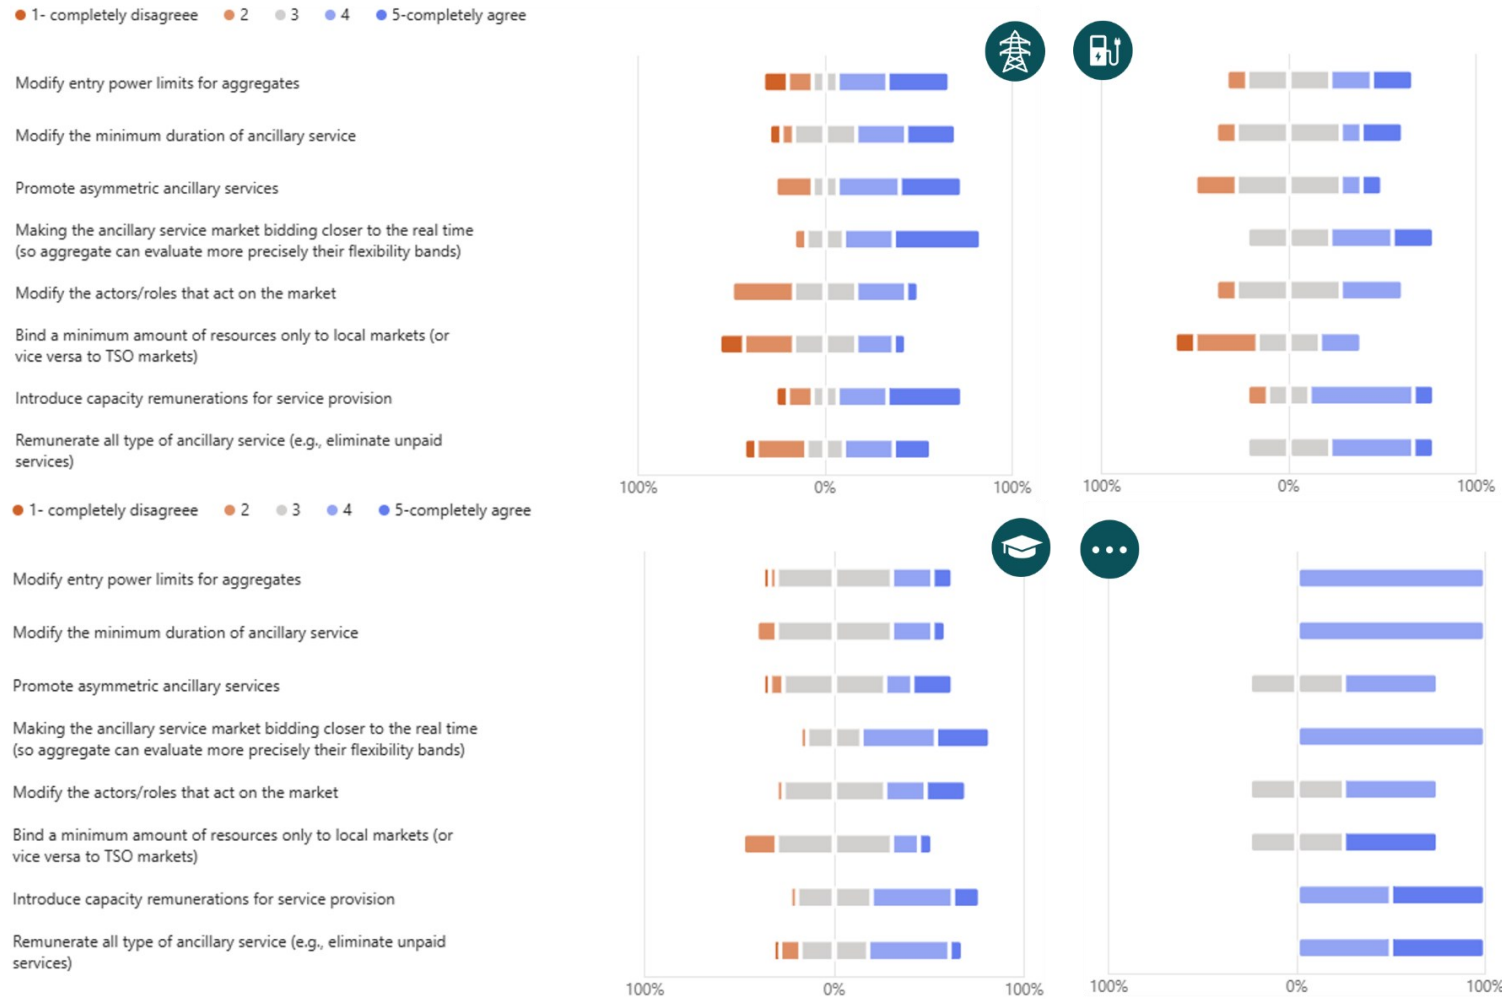 1- completely disagreee 2 3 4 5-completely agree
Modify entry power limits for aggregates
Modify the minimum duration of ancillary service
Promote asymmetric ancillary services
Making the ancillary service market bidding closer to the real time
(so aggregate can evaluate more precisely their flexibility bands)
Modify the actors/roles that act on the market
Bind a minimum amount of resources only to local markets (or
vice versa to TSO markets)
Introduce capacity remunerations for service provision
Remunerate all type of ancillary service (e.g., eliminate unpaid
services)
100% 0% 100% 100% 0% 100%
1- completely disagreee 2 3 4 5-completely agree
Modify entry power limits for aggregates
Modify the minimum duration of ancillary service
Promote asymmetric ancillary services
Making the ancillary service market bidding closer to the real time
(so aggregate can evaluate more precisely their flexibility bands)
Modify the actors/roles that act on the market
Bind a minimum amount of resources only to local markets (or
vice versa to TSO markets)
Introduce capacity remunerations for service provision
Remunerate all type of ancillary service (e.g., eliminate unpaid
services)
100% 0% 100% 100% 0% 100%